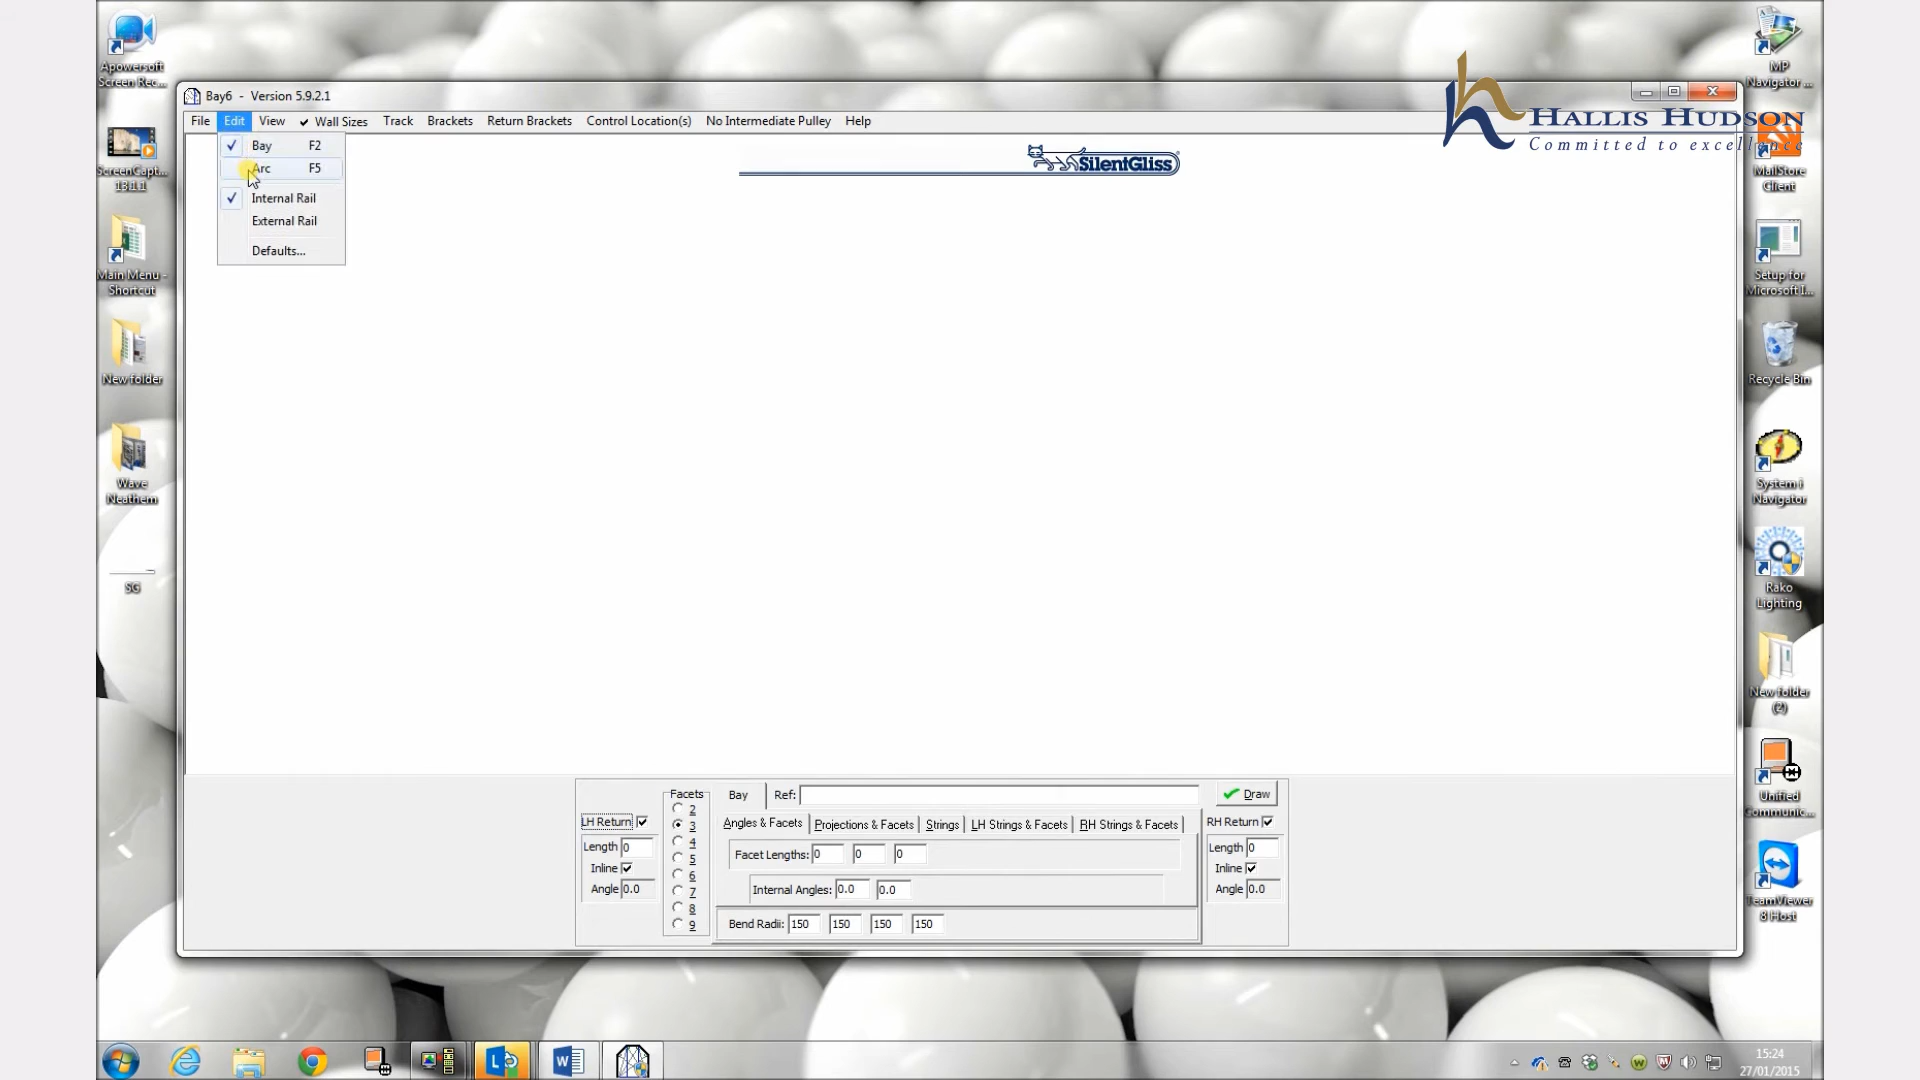 Apowersoft
Screen Rec...
ScreenCapt...
13.1.1
Main Menu -
Shortcut
New folder
Wave
Neathem
SG
Bay6 - Version 5.9.2.1
File Edit View Wall Sizes Track Brackets Return Brackets Control Location(s) No Intermediate Pulley Help
Bay F2
Arc F5
Internal Rail
External Rail
Defaults...
SilentGliss
HALLIS HUDSON
Committed to excellence
MP
Navigator ...
MailStore
Client
Setup for
Microsoft I...
Recycle Bin
System i
Navigator
Rako
Lighting
New folder
(2)
Unified
Communic...
TeamViewer
8 Host
LH Return
Length 0
Inline
Angle 0.0
Facets
2
3
4
5
6
7
8
9
Bay Ref: Draw
Angles & Facets Projections & Facets Strings LH Strings & Facets RH Strings & Facets
Facet Lengths: 0 0 0
Internal Angles: 0.0 0.0
Bend Radii: 150 150 150 150
RH Return
Length 0
Inline
Angle 0.0
15:24
27/01/2015